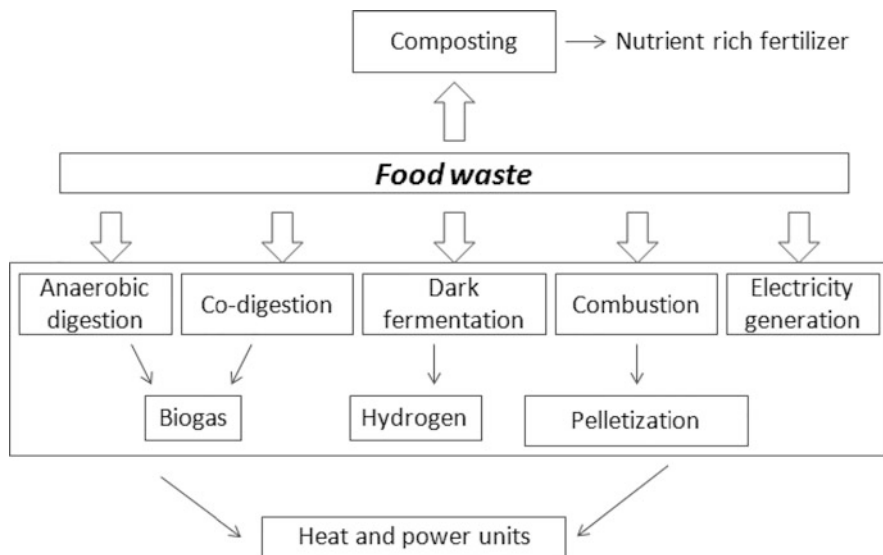 Composting
Nutrient rich fertilizer
Food waste
Anaerobic
digestion
Co-digestion
Dark
fermentation
Combustion
Electricity
generation
Biogas
Hydrogen
Pelletization
Heat and power units